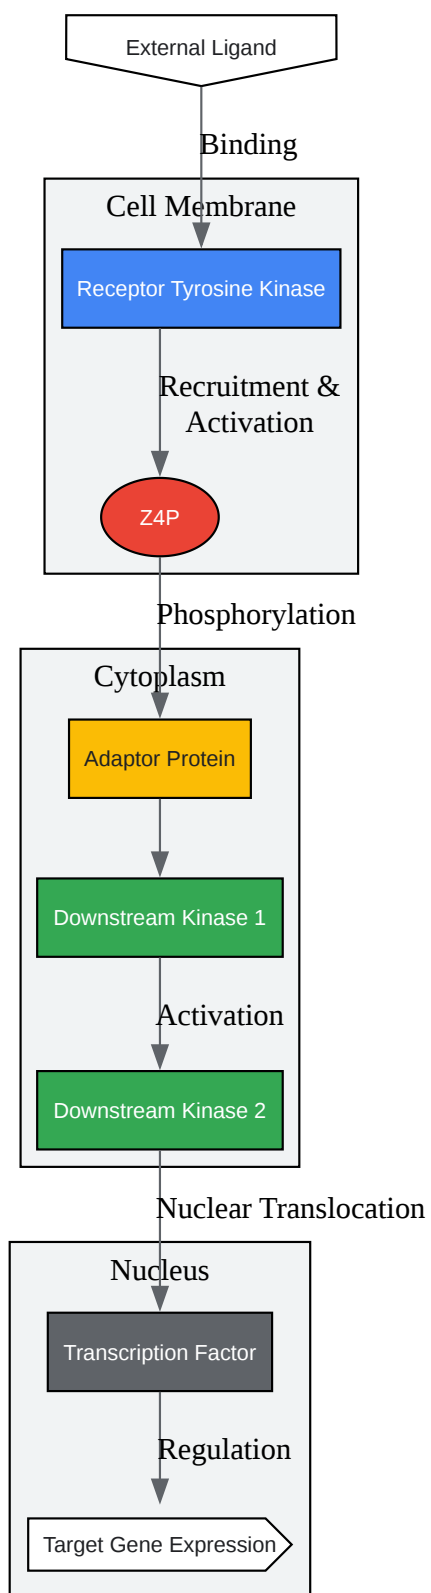 External Ligand
Binding
Cell Membrane
Receptor Tyrosine Kinase
Recruitment &
Activation
Z4P
Phosphorylation
Cytoplasm
Adaptor Protein
Downstream Kinase 1
Activation
Downstream Kinase 2
Nuclear Translocation
Nucleus
Transcription Factor
Regulation
Target Gene Expression